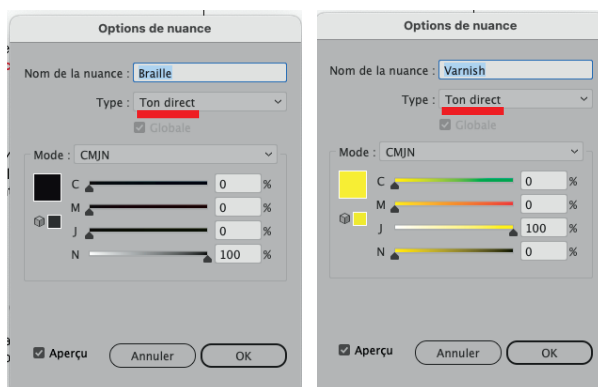 Options de nuance
Nom de la nuance : Braille
Type : Ton direct
Globale
Mode : CMJN
C 0 %
M 0 %
J 0 %
N 100 %
Aperçu Annuler OK
Options de nuance
Nom de la nuance : Varnish
Type : Ton direct
Globale
Mode : CMJN
C 0 %
M 0 %
J 100 %
N 0 %
Aperçu Annuler OK